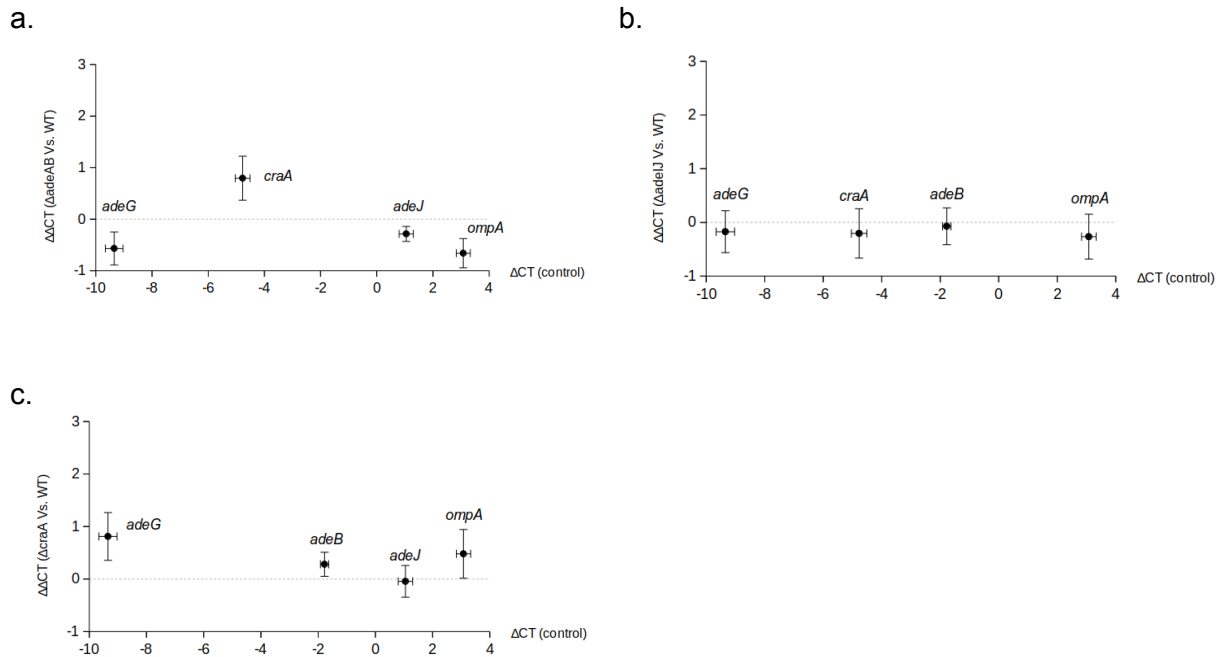 a.
3
2
1
0
-1
ΔΔCT (ΔadeAB Vs. WT)
adeG
craA
adeJ
ompA
-10 -8 -6 -4 -2 0 2 4
ΔCT (control)
b.
3
2
1
0
-1
ΔΔCT (ΔadeIJ Vs. WT)
adeG
craA
adeB
ompA
-10 -8 -6 -4 -2 0 2 4
ΔCT (control)
c.
3
2
1
0
-1
ΔΔCT (ΔcraA Vs. WT)
adeG
adeB
adeJ
ompA
-10 -8 -6 -4 -2 0 2 4
ΔCT (control)